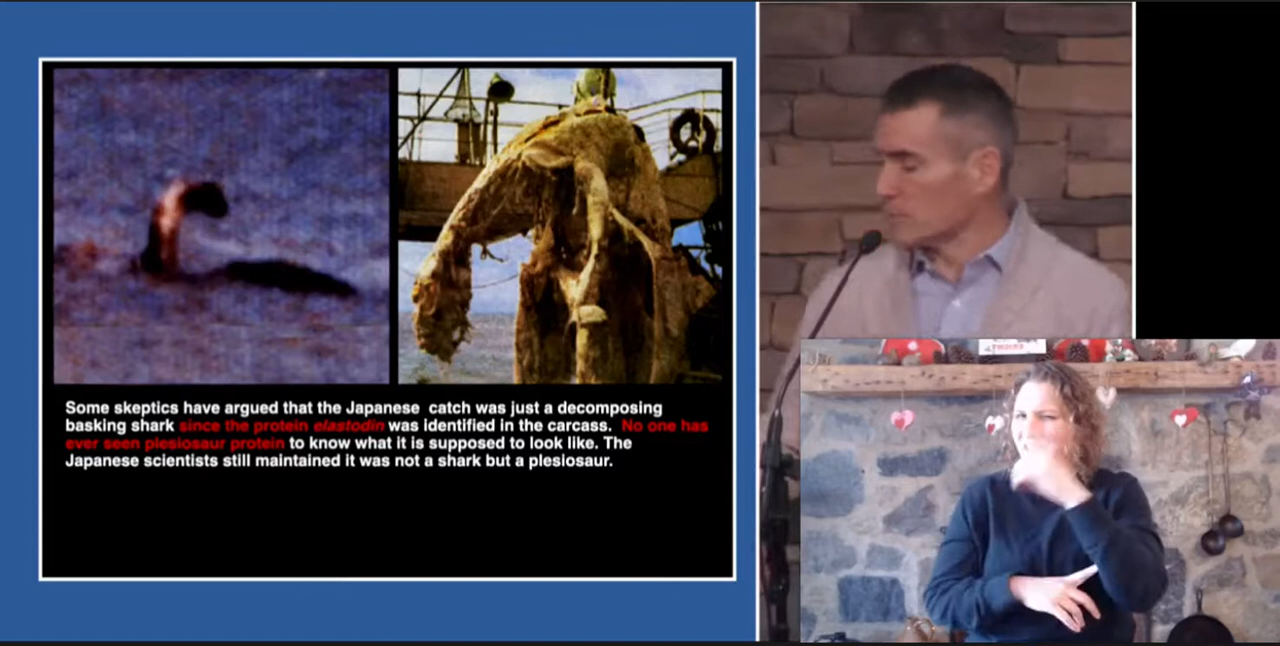 Some skeptics have argued that the Japanese catch was just a decomposing
basking shark since the protein elastodin was identified in the carcass. No one has
ever seen plesiosaur protein to know what it is supposed to look like. The
Japanese scientists still maintained it was not a shark but a plesiosaur.